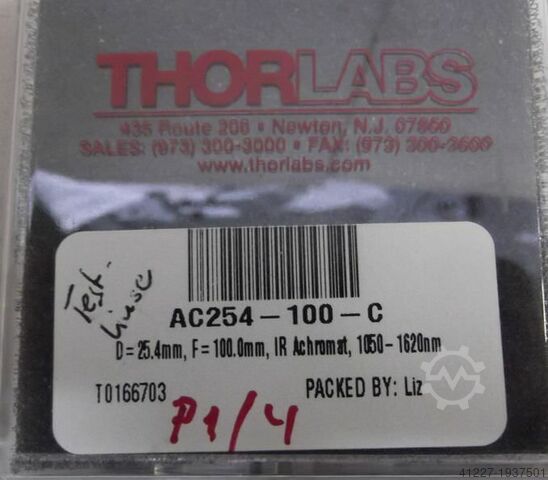 THORLABS
435 Route 206 • Newton, N.J. 07860
SALES: (973) 300-3000 • FAX: (973) 300-3600
www.thorlabs.com
Test-
Linse
AC254-100-C
D=25.4mm, F=100.0mm, IR Achromat, 1050-1620nm
T0166703 PACKED BY: Liz
P1/4
41227-1937501